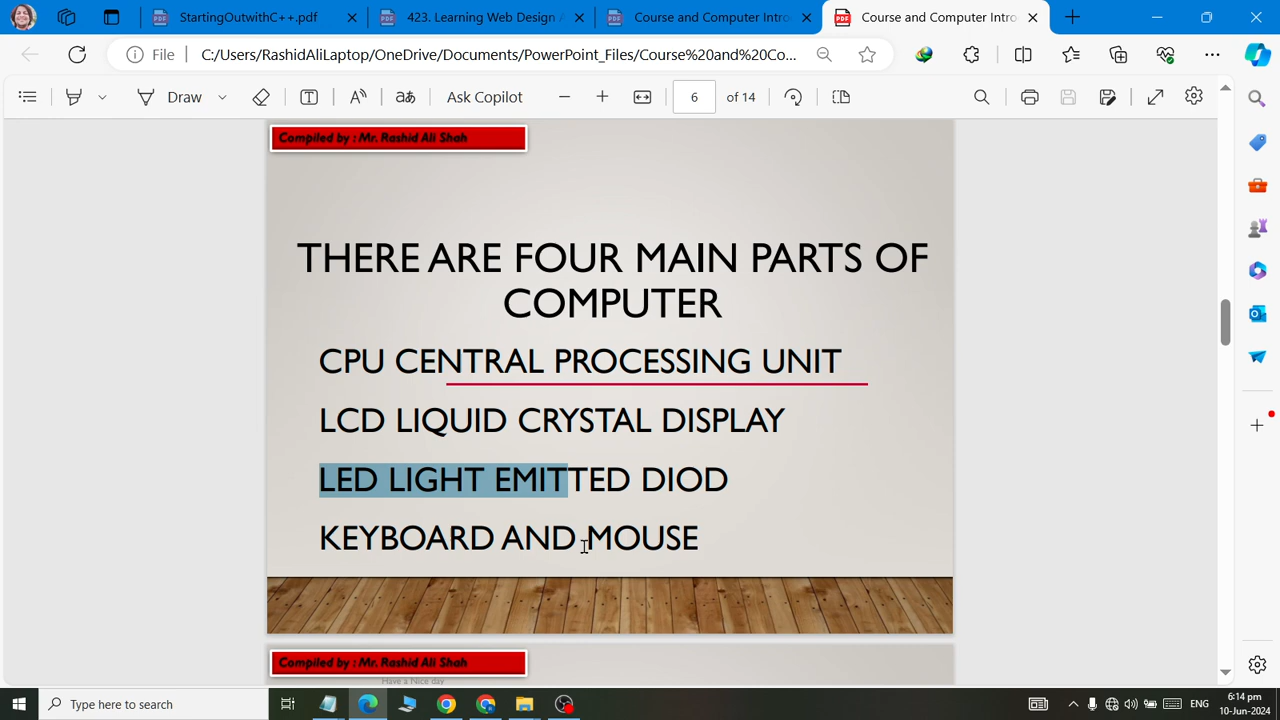 StartingOutwithC++.pdf
423. Learning Web Design A
Course and Computer Intro
Course and Computer Intro
File
C:/Users/RashidAliLaptop/OneDrive/Documents/PowerPoint_Files/Course%20and%20Co...
Draw
Ask Copilot
6
of 14
Compiled by : Mr. Rashid Ali Shah
THERE ARE FOUR MAIN PARTS OF
COMPUTER
CPU CENTRAL PROCESSING UNIT
LCD LIQUID CRYSTAL DISPLAY
LED LIGHT EMITTED DIOD
KEYBOARD AND MOUSE
Compiled by : Mr. Rashid Ali Shah
Have a Nice day
Type here to search
ENG
6:14 pm
10-Jun-2024